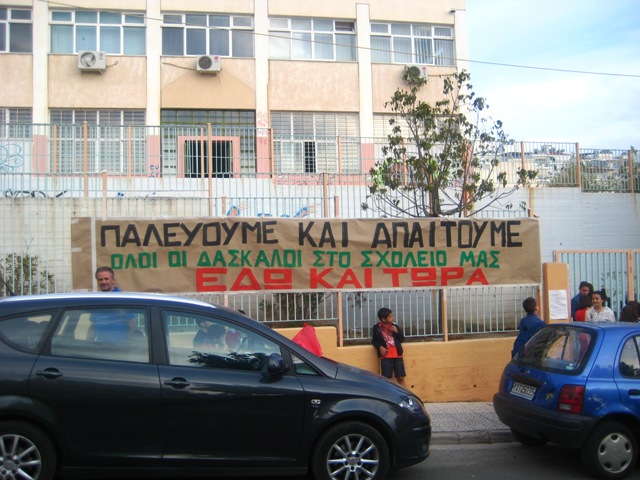 ΠΑΛΕΥΟΥΜΕ ΚΑΙ ΑΠΑΙΤΟΥΜΕ
ΟΛΟΙ ΟΙ ΔΑΣΚΑΛΟΙ ΣΤΟ ΣΧΟΛΕΙΟ ΜΑΣ
ΕΔΩ ΚΑΙ ΤΩΡΑ